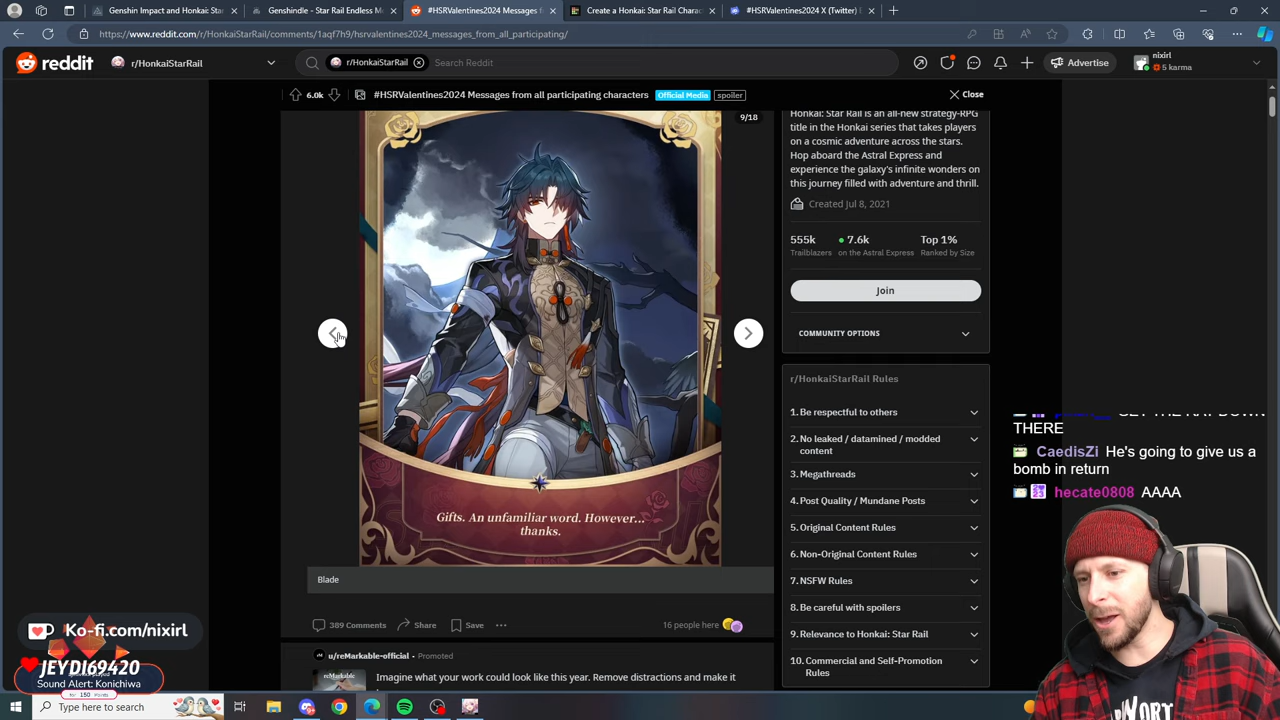 Genshin Impact and Honkai: Sta
Genshindle - Star Rail Endless M
#HSRValentines2024 Messages f
Create a Honkai: Star Rail Charac
#HSRValentines2024 X (Twitter)
https://www.reddit.com/r/HonkaiStarRail/comments/1aqf7h9/hsrvalentines2024_messages_from_all_participating/
reddit
r/HonkaiStarRail
r/HonkaiStarRail
Search Reddit
Advertise
nixirl
5 karma
6.0k
#HSRValentines2024 Messages from all participating characters
Official Media
spoiler
Close
9/18
Honkai: Star Rail is an all-new strategy-RPG
title in the Honkai series that takes players
on a cosmic adventure across the stars.
Hop aboard the Astral Express and
experience the galaxy's infinite wonders on
this journey filled with adventure and thrill.
Created Jul 8, 2021
555k
7.6k
Top 1%
Trailblazers
on the Astral Express
Ranked by Size
Join
COMMUNITY OPTIONS
r/HonkaiStarRail Rules
1. Be respectful to others
2. No leaked / datamined / modded
content
3. Megathreads
4. Post Quality / Mundane Posts
5. Original Content Rules
6. Non-Original Content Rules
7. NSFW Rules
8. Be careful with spoilers
9. Relevance to Honkai: Star Rail
10. Commercial and Self-Promotion
Rules
Gifts. An unfamiliar word. However...
thanks.
Blade
389 Comments
Share
Save
16 people here
u/reMarkable-official
Promoted
Imagine what your work could look like this year. Remove distractions and make it
reMarkable
THERE
CaedisZi He's going to give us a
bomb in return
hecate0808 AAAA
Ko-fi.com/nixirl
JEYDI69420
Sound Alert: Konichiwa
for 150 Points
Type here to search